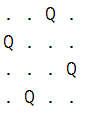 . . Q .
Q . . .
. . . Q
. Q . .